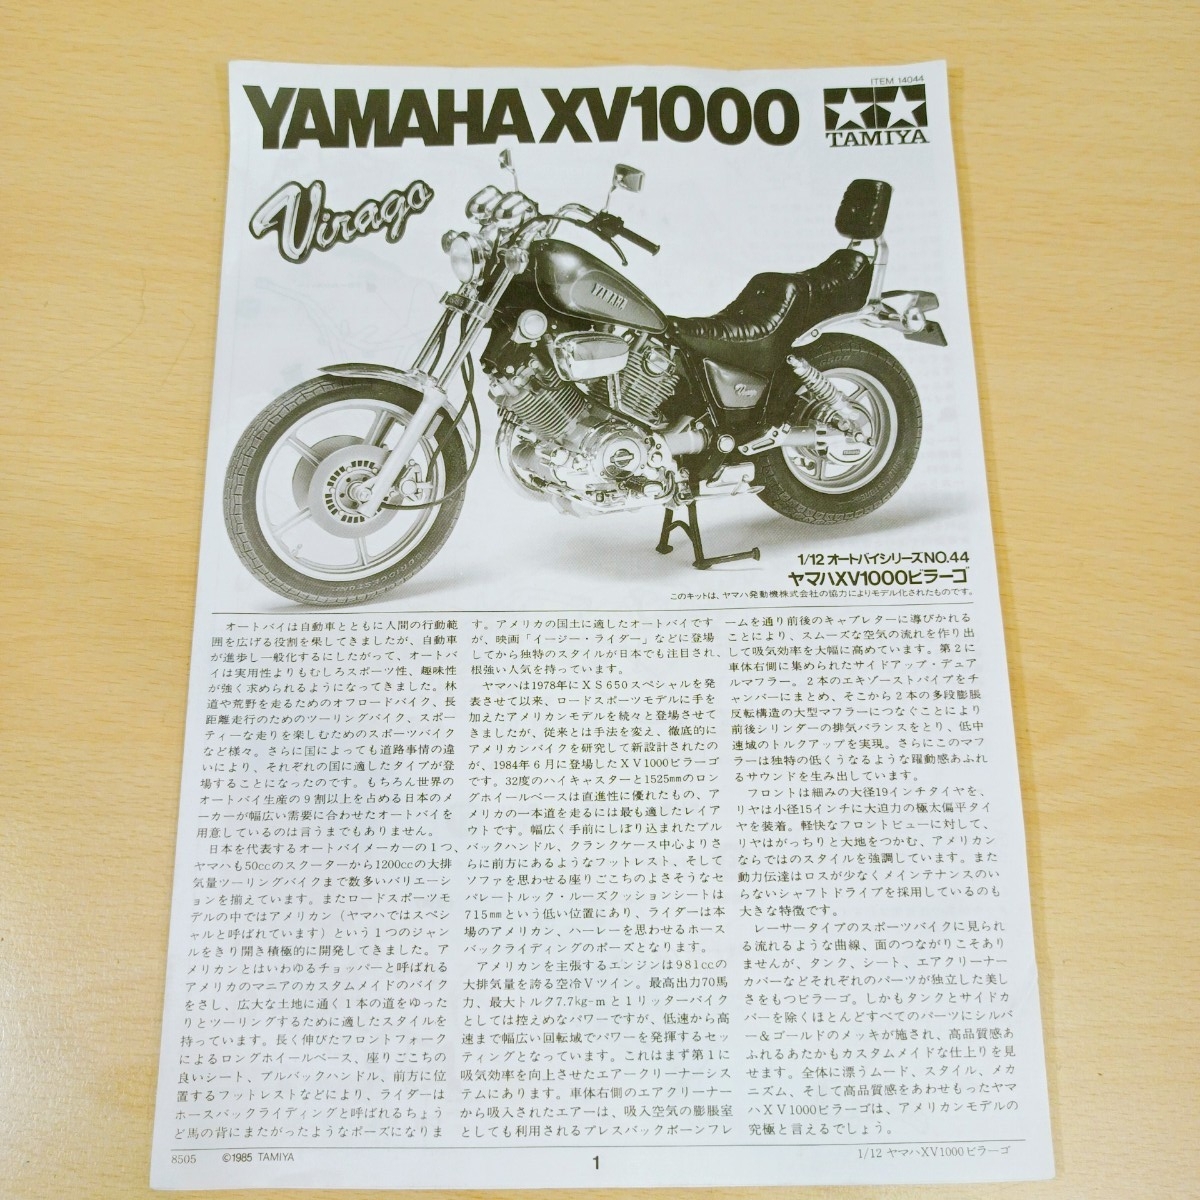 ITEM 14044
YAMAHA XV1000
TAMIYA
Virago
YAMAHA
Virago
1/12 オートバイシリーズNO.44
ヤマハXV1000ビラーゴ
このキットは、ヤマハ発動機株式会社の協力によりモデル化されたものです。
オートバイは自動車とともに人間の行動範
囲を広げる役割を果してきましたが、自動車
が進歩し一般化するにしたがって、オートバ
イは実用性よりもむしろスポーツ性、趣味性
が強く求められるようになってきました。林
道や荒野を走るためのオフロードバイク、長
距離走行のためのツーリングバイク、スポー
ティーな走りを楽しむためのスポーツバイク
など様々。さらに国によっても道路事情の違
いにより、それぞれの国に適したタイプが登
場することになったのです。もちろん世界の
オートバイ生産の9割以上を占める日本のメ
ーカーが幅広い需要に合わせたオートバイを
用意しているのは言うまでもありません。
日本を代表するオートバイメーカーの1つ、
ヤマハも50ccのスクーターから1200ccの大排
気量ツーリングバイクまで数多いバリエーシ
ョンを揃えています。またロードスポーツモ
デルの中ではアメリカン（ヤマハではスペシ
ャルと呼ばれています）という1つのジャン
ルをきり開き積極的に開発してきました。ア
メリカンとはいわゆるチョッパーと呼ばれる
アメリカのマニアのカスタムメイドのバイク
をさし、広大な土地に通く1本の道をゆった
りとツーリングするために適したスタイルを
持っています。長く伸びたフロントフォーク
によるロングホイールベース、座りごこちの
良いシート、プルバックハンドル、前方に位
置するフットレストなどにより、ライダーは
ホースバックライディングと呼ばれるちょう
ど馬の背にまたがったようなポーズになりま
す。アメリカの国土に適したオートバイです
が、映画「イージー・ライダー」などに登場
してから独特のスタイルが日本でも注目され、
根強い人気を持っています。
ヤマハは1978年にXS650スペシャルを発
表させて以来、ロードスポーツモデルに手を
加えたアメリカンモデルを続々と登場させて
きましたが、従来とは手法を変え、徹底的に
アメリカンバイクを研究して新設計されたの
が、1984年6月に登場したXV1000ビラーゴ
です。32度のハイキャスターと1525mmのロン
グホイールベースは直進性に優れたもの、ア
メリカの一本道を走るには最も適したレイア
ウトです。幅広く手前にしぼり込まれたプル
バックハンドル、クランクケース中心よりさ
らに前方にあるようなフットレスト、そして
ソファを思わせる座りごこちのよさそうなセ
パレートルック・ルーズクッションシートは
715mmという低い位置にあり、ライダーは本
場のアメリカン、ハーレーを思わせるホース
バックライディングのポーズとなります。
アメリカンを主張するエンジンは981ccの
大排気量を誇る空冷Vツイン。最高出力70馬
力、最大トルク7.7kg-mと1リッターバイク
としては控えめなパワーですが、低速から高
速まで幅広い回転域でパワーを発揮するセッ
ティングとなっています。これはまず第1に
吸気効率を向上させたエアークリーナーシス
テムにあります。車体右側のエアクリーナー
から吸入されたエアーは、吸入空気の膨脹室
としても利用されるプレスバックボーンフレ
ームを通り前後のキャブレターに導びかれる
ことにより、スムーズな空気の流れを作り出
して吸気効率を大幅に高めています。第2に
車体右側に集められたサイドアップ・デュア
ルマフラー。2本のエキゾーストパイプをチ
ャンバーにまとめ、そこから2本の多段膨脹
反転構造の大型マフラーにつなぐことにより
前後シリンダーの排気バランスをとり、低中
速域のトルクアップを実現。さらにこのマフ
ラーは独特の低くうなるような躍動感あふれ
るサウンドを生み出しています。
フロントは細みの大径19インチタイヤを、
リヤは小径15インチに大迫力の極太偏平タイ
ヤを装着。軽快なフロントビューに対して、
リヤはがっちりと大地をつかむ、アメリカン
ならではのスタイルを強調しています。また
動力伝達はロスが少なくメインテナンスのい
らないシャフトドライブを採用しているのも
大きな特徴です。
レーサータイプのスポーツバイクに見られ
る流れるような曲線、面のつながりこそあり
ませんが、タンク、シート、エアクリーナー
カバーなどそれぞれのパーツが独立した美し
さをもつビラーゴ。しかもタンクとサイドカ
バーを除くほとんどすべてのパーツにシルバ
ー&ゴールドのメッキが施され、高品質感あ
ふれるあたかもカスタムメイドな仕上りを見
せます。全体に漂うムード、スタイル、メカ
ニズム、そして高品質感をあわせもったヤマ
ハXV1000ビラーゴは、アメリカンモデルの
究極と言えるでしょう。
8505 ©1985 TAMIYA
1
1/12 ヤマハXV1000ビラーゴ